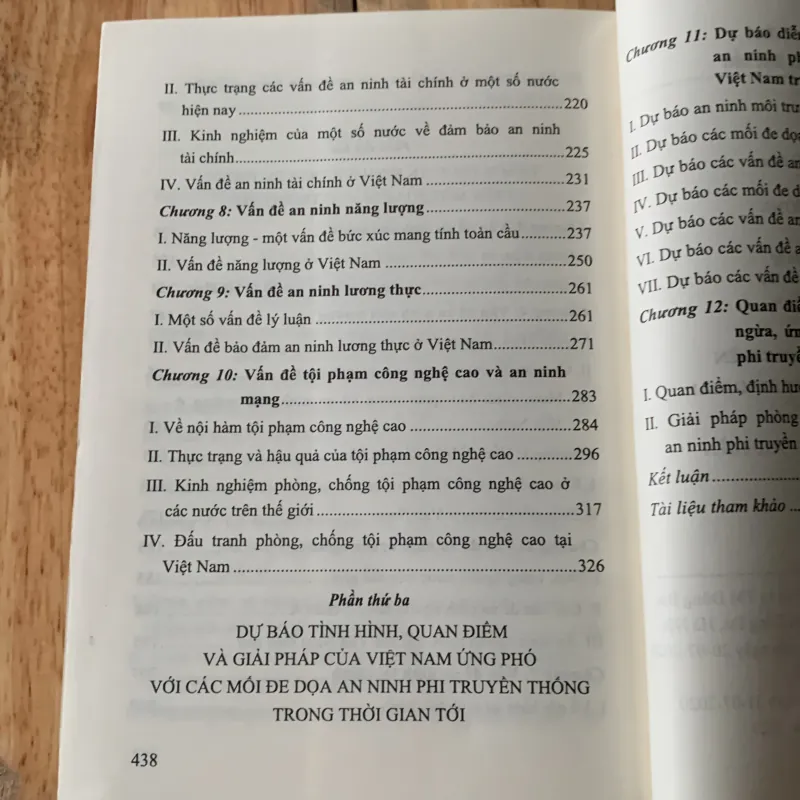 II. Thực trạng các vấn đề an ninh tài chính ở một số nước
hiện nay ............ 220
III. Kinh nghiệm của một số nước về đảm bảo an ninh
tài chính ............ 225
IV. Vấn đề an ninh tài chính ở Việt Nam ............ 231
Chương 8: Vấn đề an ninh năng lượng ............ 237
I. Năng lượng - một vấn đề bức xúc mang tính toàn cầu ............ 237
II. Vấn đề năng lượng ở Việt Nam ............ 250
Chương 9: Vấn đề an ninh lương thực ............ 261
I. Một số vấn đề lý luận ............ 261
II. Vấn đề bảo đảm an ninh lương thực ở Việt Nam ............ 271
Chương 10: Vấn đề tội phạm công nghệ cao và an ninh
mạng ............ 283
I. Về nội hàm tội phạm công nghệ cao ............ 284
II. Thực trạng và hậu quả của tội phạm công nghệ cao ............ 296
III. Kinh nghiệm phòng, chống tội phạm công nghệ cao ở
các nước trên thế giới ............ 317
IV. Đấu tranh phòng, chống tội phạm công nghệ cao tại
Việt Nam ............ 326
Phần thứ ba
DỰ BÁO TÌNH HÌNH, QUAN ĐIỂM
VÀ GIẢI PHÁP CỦA VIỆT NAM ỨNG PHÓ
VỚI CÁC MỐI ĐE DỌA AN NINH PHI TRUYỀN THỐNG
TRONG THỜI GIAN TỚI
438
Chương 11: Dự báo diễ
an ninh ph
Việt Nam tr
I. Dự báo an ninh môi trư
II. Dự báo các mối đe dọa
III. Dự báo các vấn đề an
IV. Dự báo các mối đe d
V. Dự báo các vấn đề an
VI. Dự báo các vấn đề a
VII. Dự báo các vấn đề
Chương 12: Quan điể
ngừa, ứn
phi truyề
I. Quan điểm, định hướ
II. Giải pháp phòng
an ninh phi truyền
Kết luận ............
Tài liệu tham khảo ...